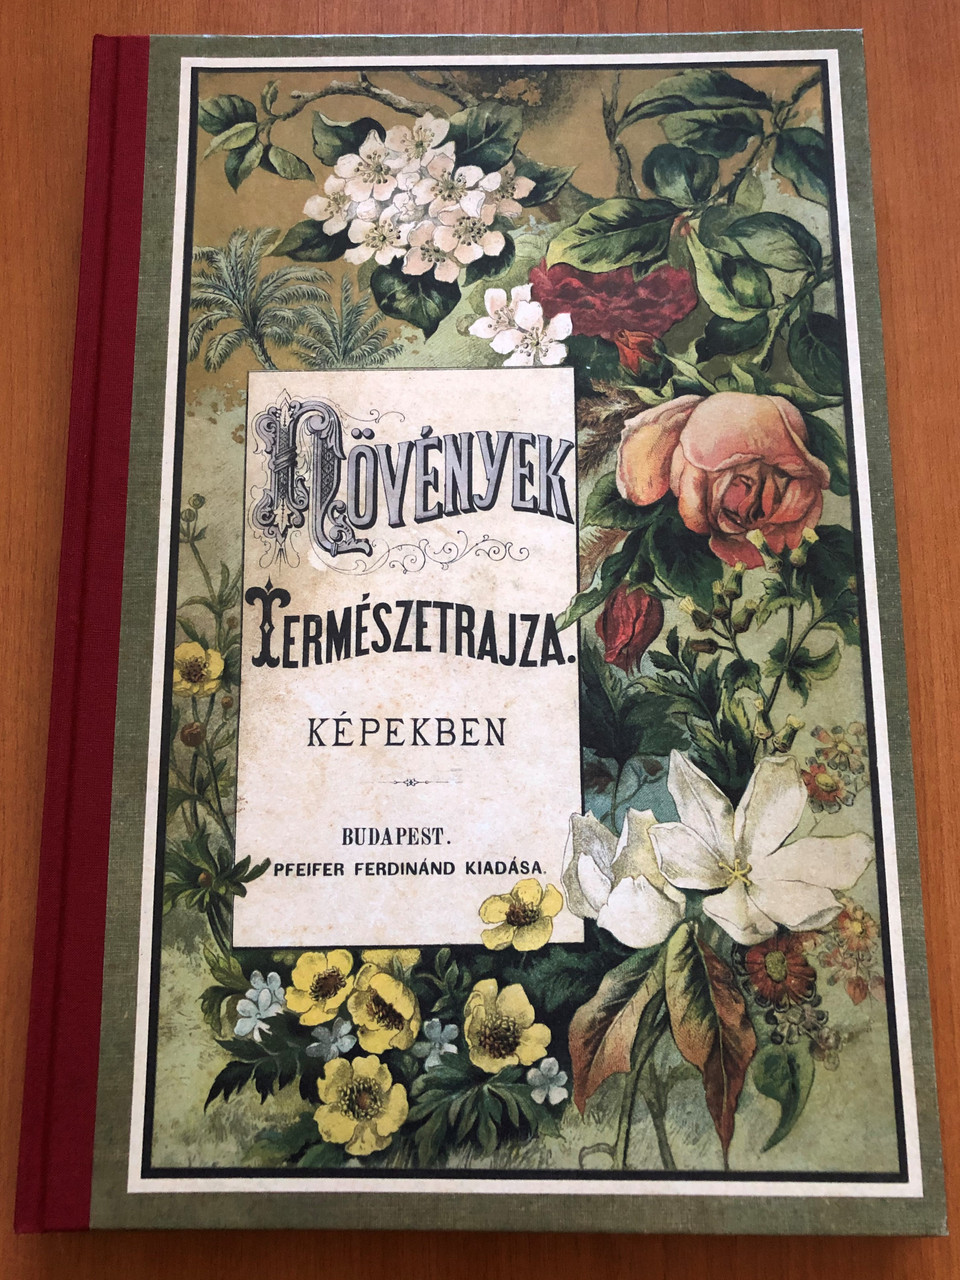 NÖVÉNYEK
TERMÉSZETRAJZA.
KÉPEKBEN
BUDAPEST.
PFEIFER FERDINÁND KIADÁSA.